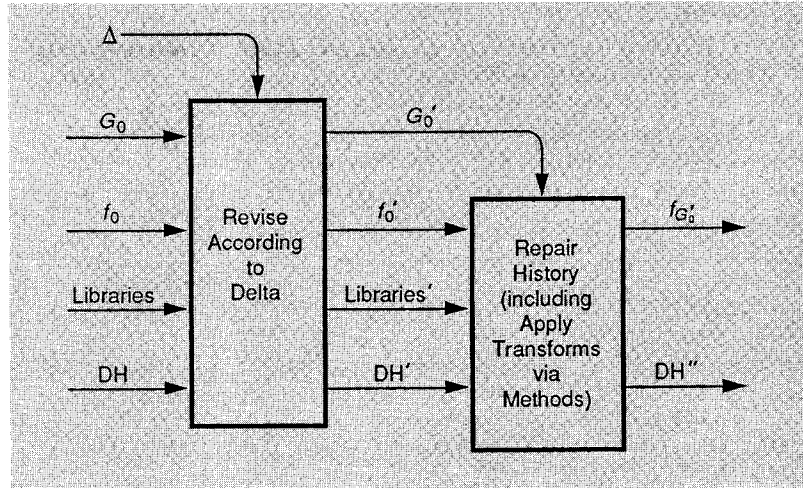 Δ
G₀
G₀′
f₀
f₀′
f_G₀′
Revise
According
to
Delta
Repair
History
(including
Apply
Transforms
via
Methods)
Libraries
Libraries′
DH
DH′
DH″